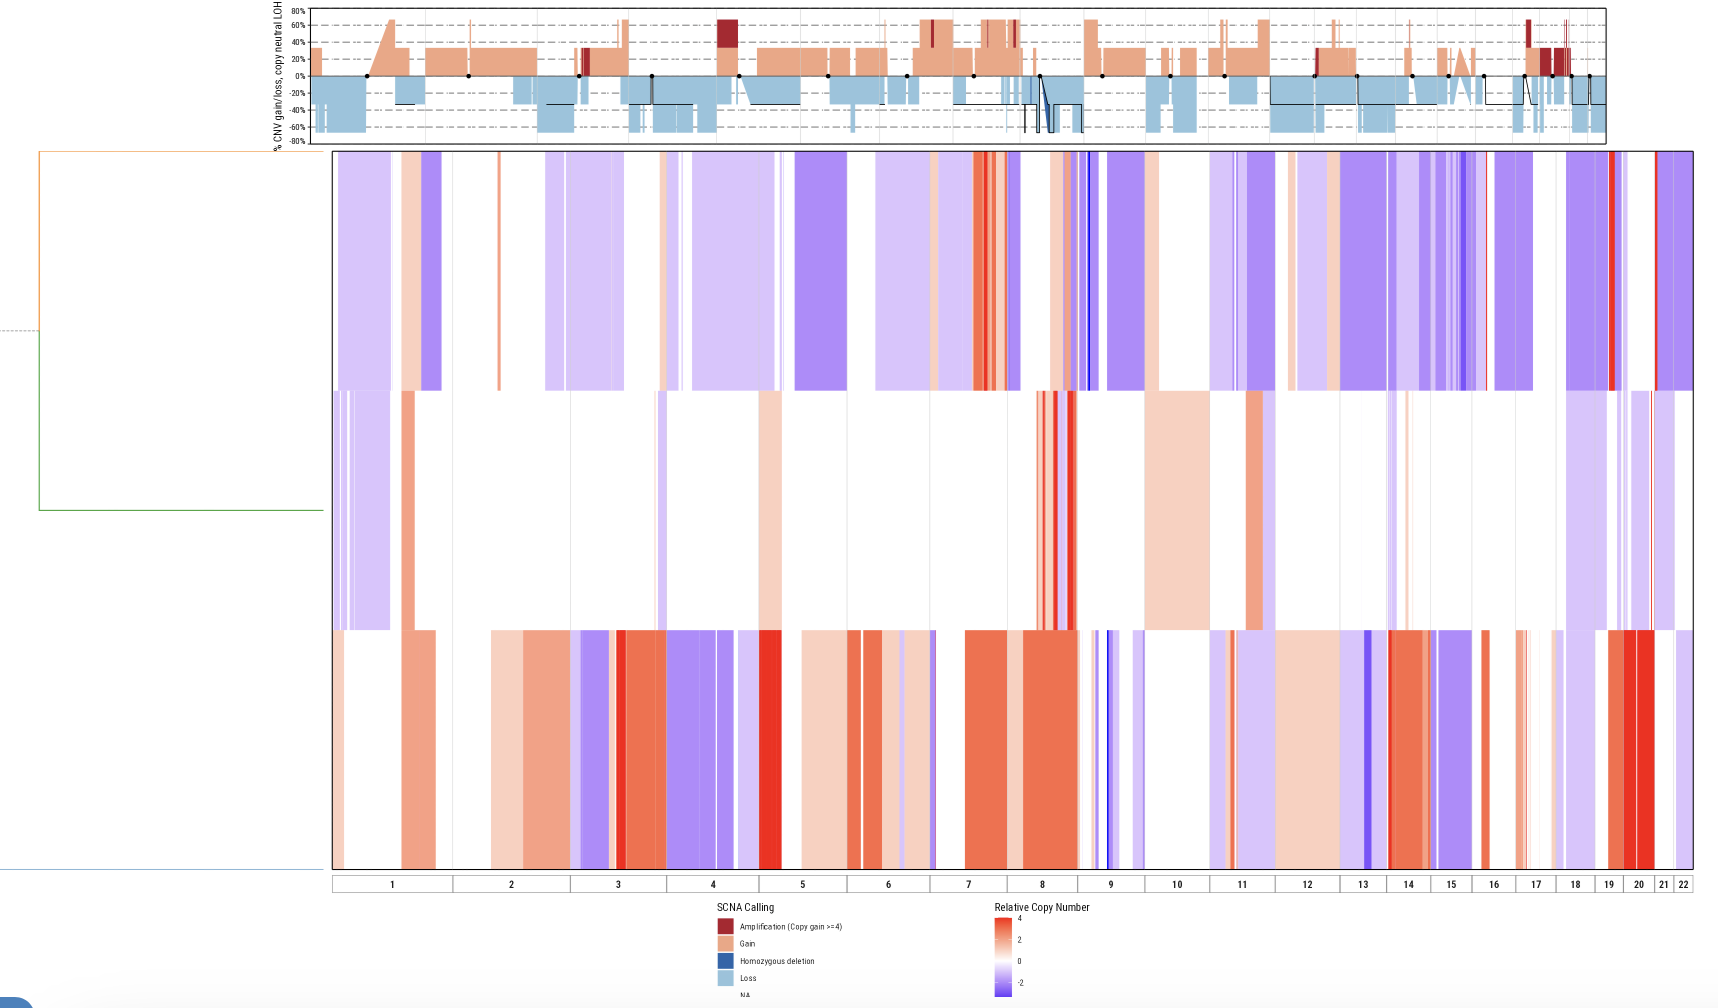 % CNV gain/loss, copy neutral LOH
80%
60%
40%
20%
0%
-20%
-40%
-60%
-80%
1 2 3 4 5 6 7 8 9 10 11 12 13 14 15 16 17 18 19 20 21 22
SCNA Calling
Amplification (Copy gain >=4)
Gain
Homozygous deletion
Loss
NA
Relative Copy Number
4
2
0
-2